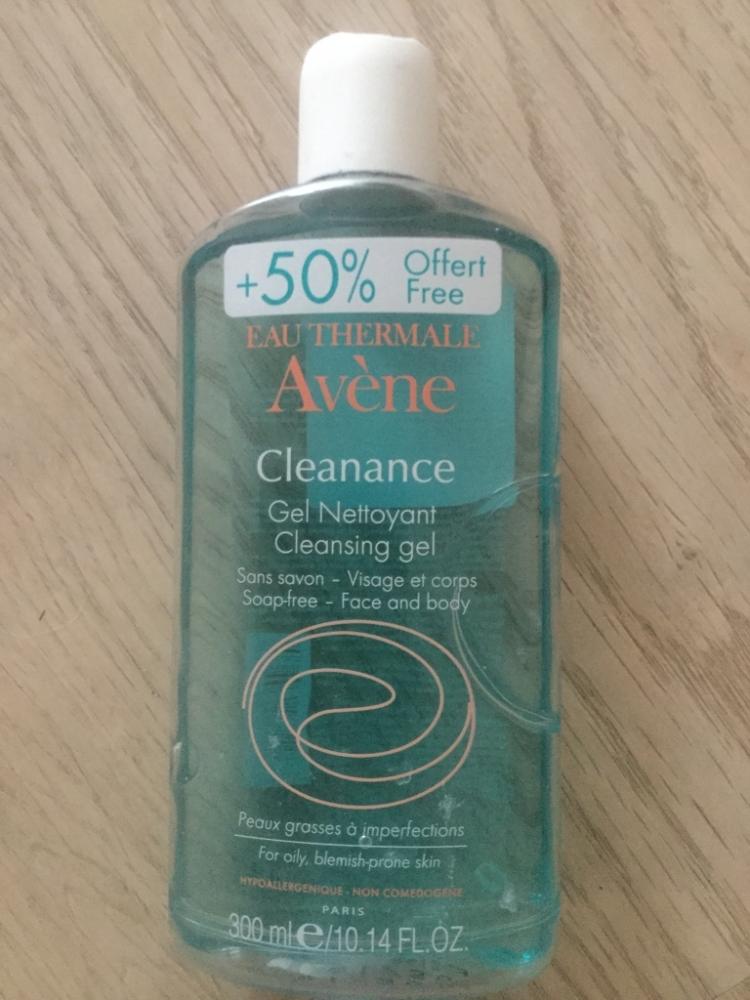 +50% Offert
Free
EAU THERMALE
Avène
Cleanance
Gel Nettoyant
Cleansing gel
Sans savon – Visage et corps
Soap-free – Face and body
Peaux grasses à imperfections
For oily, blemish-prone skin
HYPOALLERGENIQUE - NON COMEDOGÈNE
PARIS
300 ml e/10.14 FL.OZ.